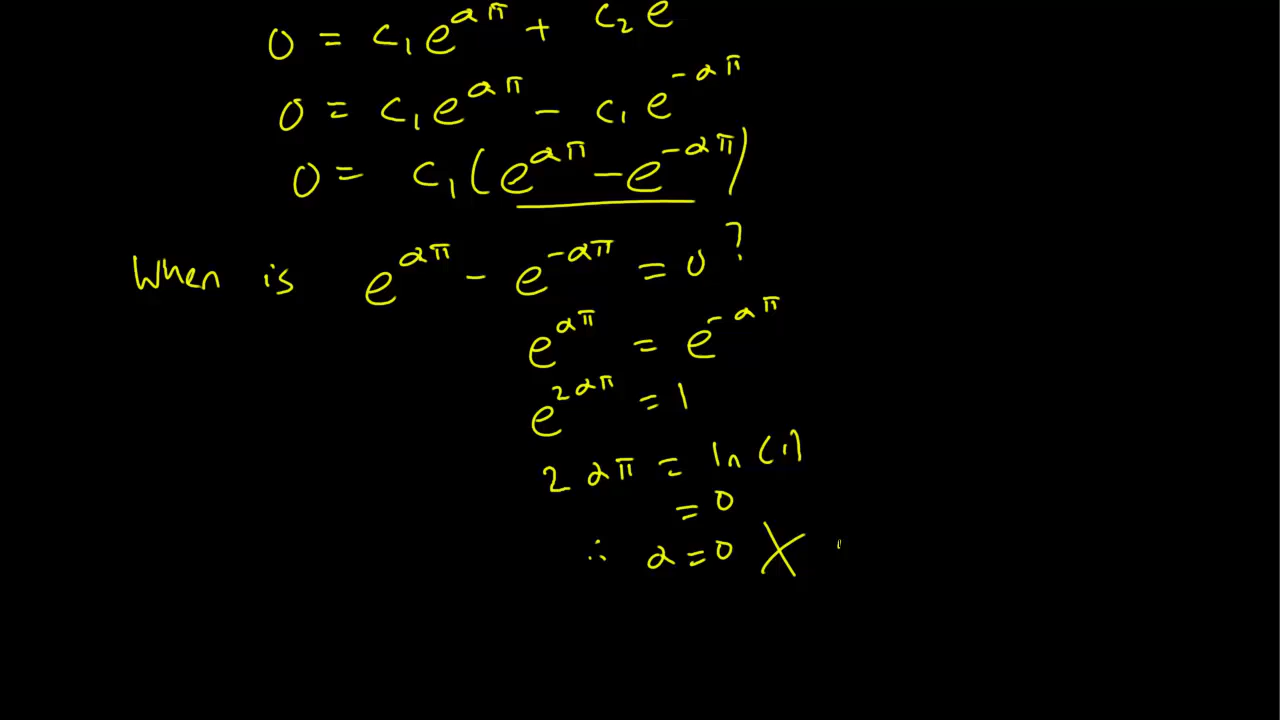 0 = c₁e^{απ} + c₂e
0 = c₁e^{απ} - c₁e^{-απ}
0 = c₁(e^{απ} - e^{-απ})
When is e^{απ} - e^{-απ} = 0?
e^{απ} = e^{-απ}
e^{2απ} = 1
2απ = ln(1)
= 0
∴ α = 0 X